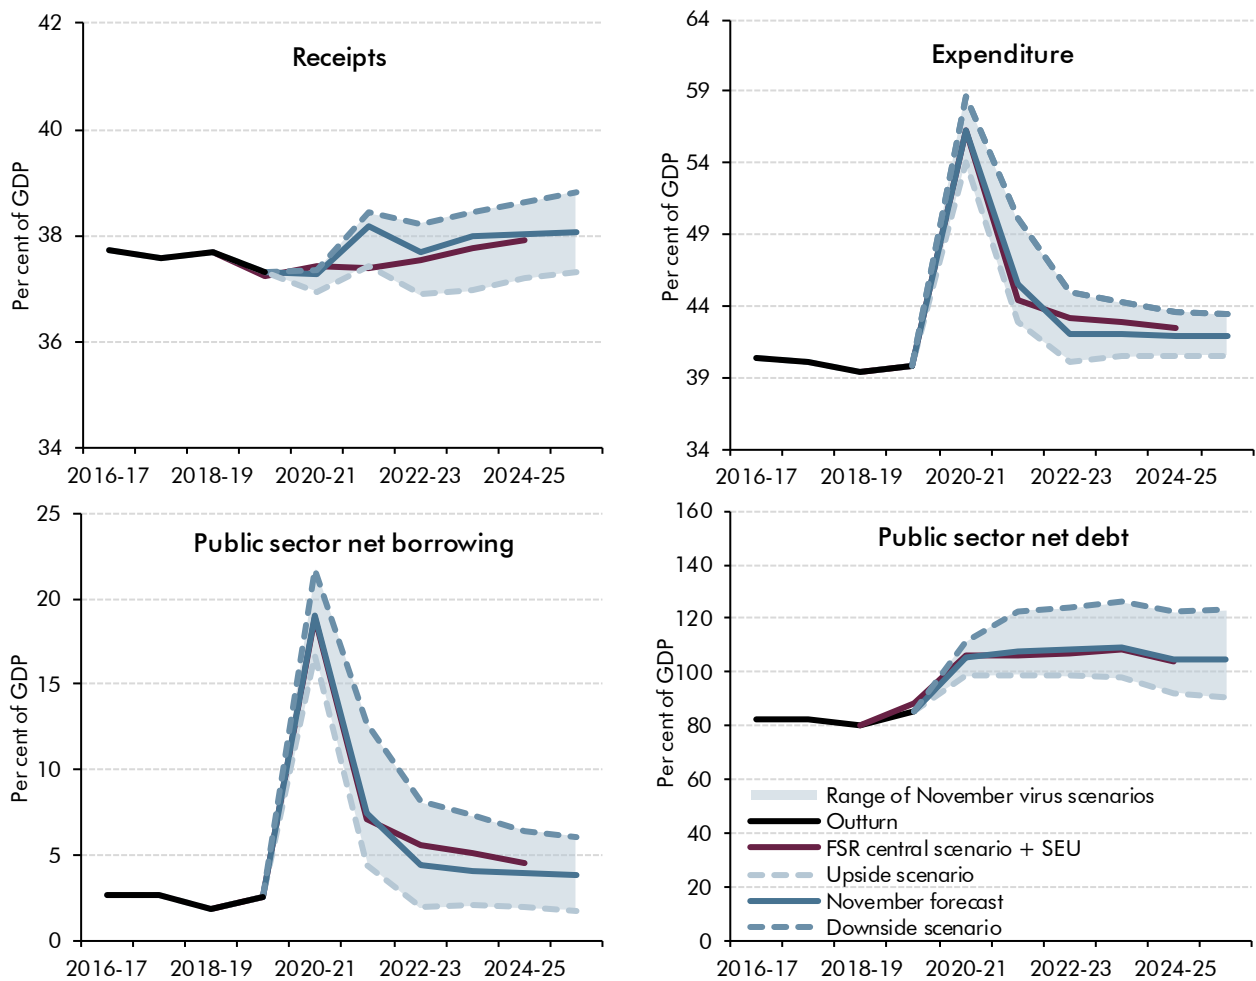 Receipts
Per cent of GDP
42
40
38
36
34
2016-17 2018-19 2020-21 2022-23 2024-25
Expenditure
Per cent of GDP
64
59
54
49
44
39
34
2016-17 2018-19 2020-21 2022-23 2024-25
Public sector net borrowing
Per cent of GDP
25
20
15
10
5
0
2016-17 2018-19 2020-21 2022-23 2024-25
Public sector net debt
Per cent of GDP
160
140
120
100
80
60
40
20
0
Range of November virus scenarios
Outturn
FSR central scenario + SEU
Upside scenario
November forecast
Downside scenario
2016-17 2018-19 2020-21 2022-23 2024-25